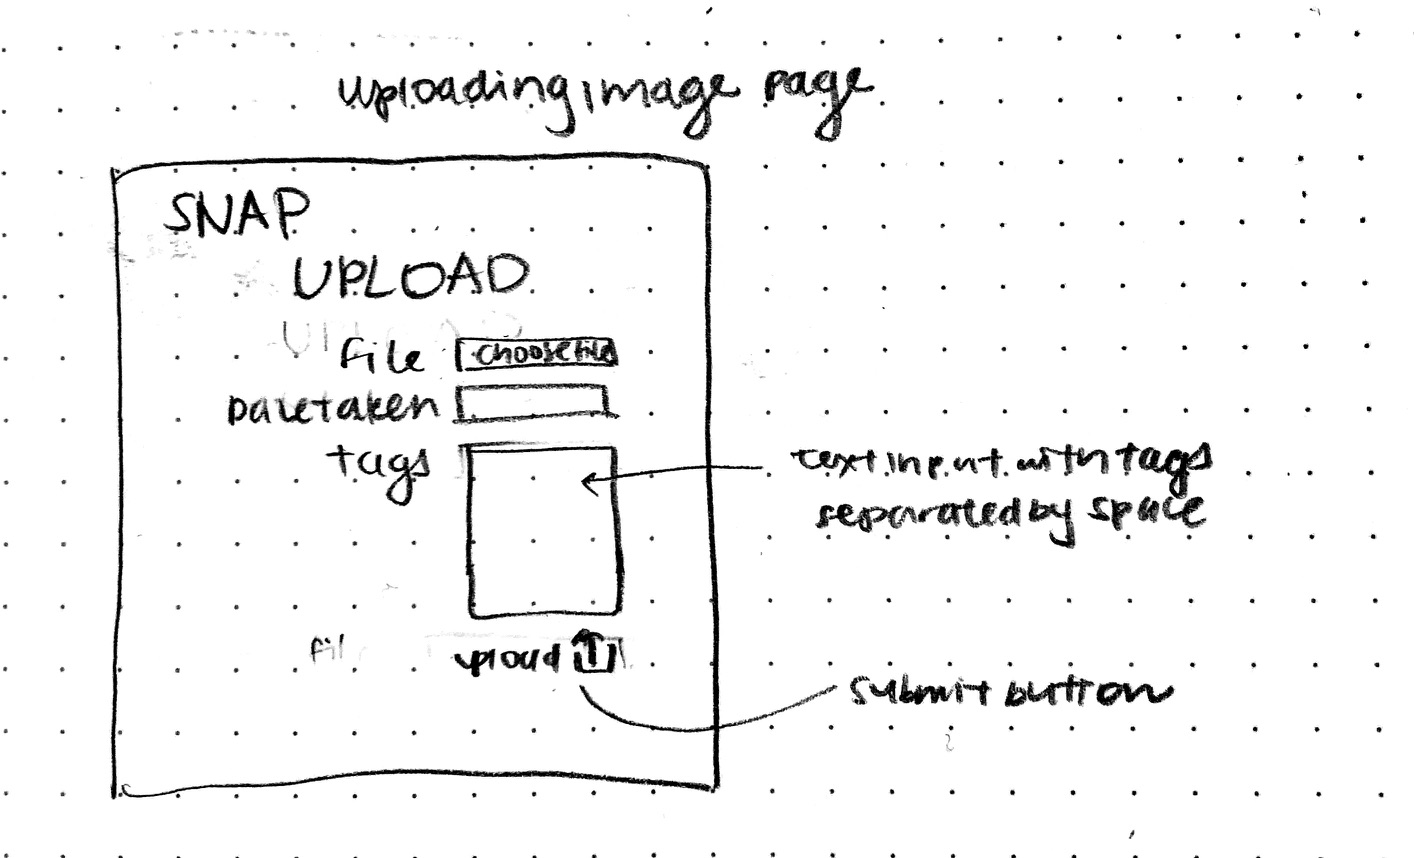 uploading image page
SNAP
UPLOAD
file choose file
Date taken
tags
text input with tags
separated by space
fil
upload
submit button